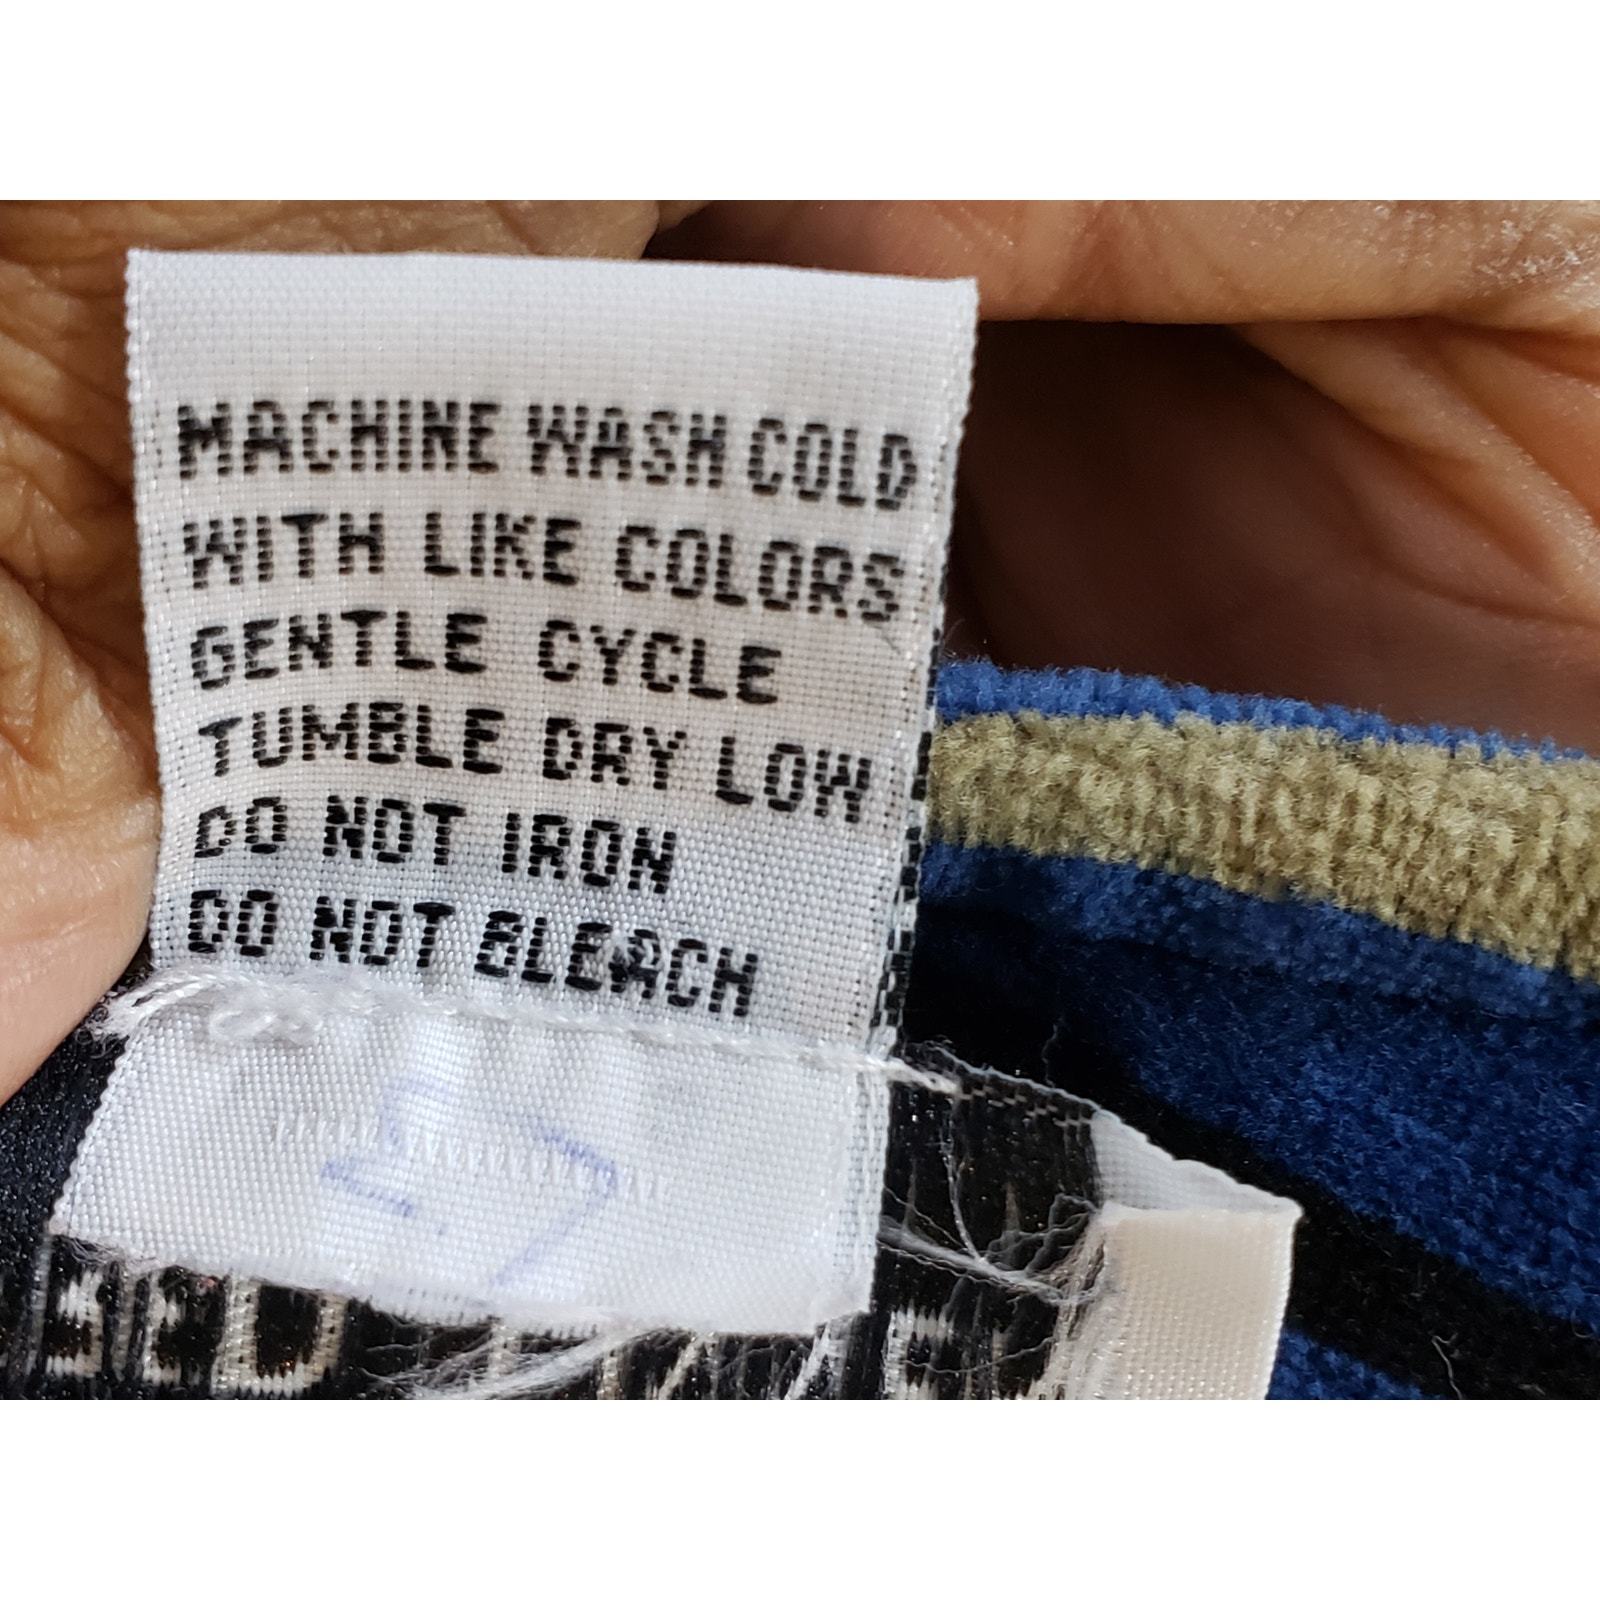 MACHINE WASH COLD
WITH LIKE COLORS
GENTLE CYCLE
TUMBLE DRY LOW
DO NOT IRON
DO NOT BLEACH